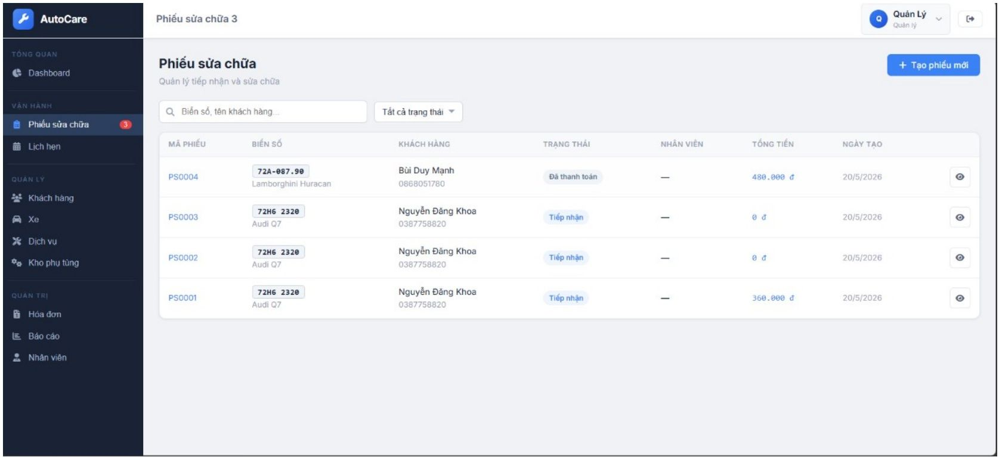 AutoCare
Phiếu sửa chữa 3
Q
Quản Lý
Quản lý
TỔNG QUAN
Dashboard
VẬN HÀNH
Phiếu sửa chữa 3
Lịch hẹn
QUẢN LÝ
Khách hàng
Xe
Dịch vụ
Kho phụ tùng
QUẢN TRỊ
Hóa đơn
Báo cáo
Nhân viên
Phiếu sửa chữa
Quản lý tiếp nhận và sửa chữa
+ Tạo phiếu mới
Biển số, tên khách hàng...
Tất cả trạng thái
MÃ PHIẾU BIỂN SỐ KHÁCH HÀNG TRẠNG THÁI NHÂN VIÊN TỔNG TIỀN NGÀY TẠO
PS0004 72A-087.90 Bùi Duy Mạnh Đã thanh toán — 480.000 đ 20/5/2026
Lamborghini Huracan 0868051780
PS0003 72H6 2320 Nguyễn Đăng Khoa Tiếp nhận — 0 đ 20/5/2026
Audi Q7 0387758820
PS0002 72H6 2320 Nguyễn Đăng Khoa Tiếp nhận — 0 đ 20/5/2026
Audi Q7 0387758820
PS0001 72H6 2320 Nguyễn Đăng Khoa Tiếp nhận — 360.000 đ 20/5/2026
Audi Q7 0387758820